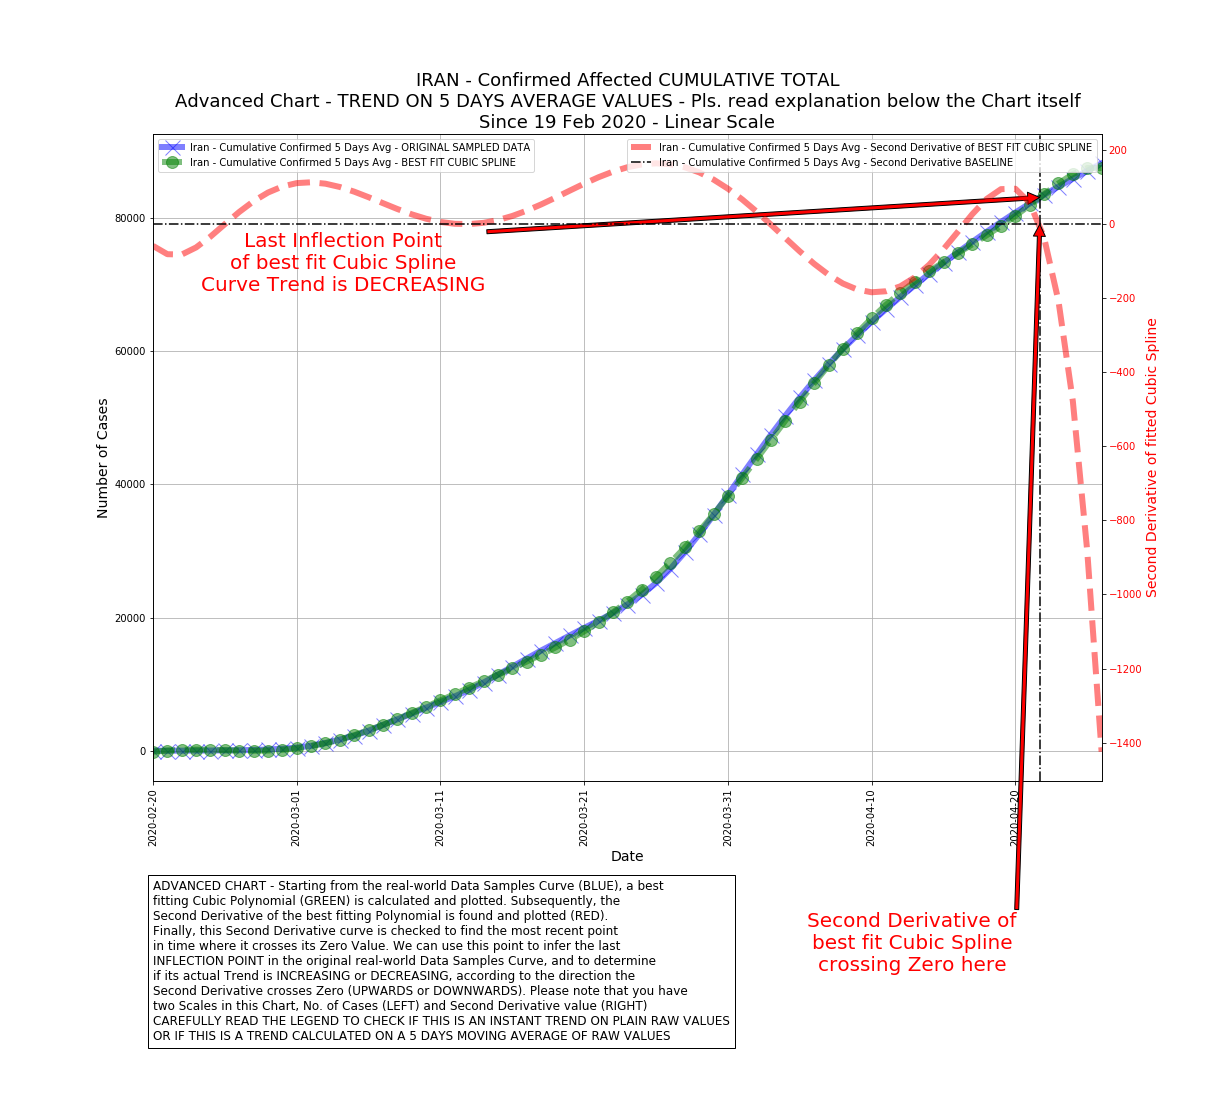 IRAN - Confirmed Affected CUMULATIVE TOTAL
Advanced Chart - TREND ON 5 DAYS AVERAGE VALUES - Pls. read explanation below the Chart itself
Since 19 Feb 2020 - Linear Scale
Iran - Cumulative Confirmed 5 Days Avg - ORIGINAL SAMPLED DATA
Iran - Cumulative Confirmed 5 Days Avg - BEST FIT CUBIC SPLINE
Iran - Cumulative Confirmed 5 Days Avg - Second Derivative of BEST FIT CUBIC SPLINE
Iran - Cumulative Confirmed 5 Days Avg - Second Derivative BASELINE
Last Inflection Point
of best fit Cubic Spline
Curve Trend is DECREASING
Number of Cases
80000
60000
40000
20000
0
200
0
−200
−400
−600
−800
−1000
−1200
−1400
Second Derivative of fitted Cubic Spline
2020-02-20
2020-03-01
2020-03-11
2020-03-21
2020-03-31
2020-04-10
2020-04-20
Date
Second Derivative of
best fit Cubic Spline
crossing Zero here
ADVANCED CHART - Starting from the real-world Data Samples Curve (BLUE), a best
fitting Cubic Polynomial (GREEN) is calculated and plotted. Subsequently, the
Second Derivative of the best fitting Polynomial is found and plotted (RED).
Finally, this Second Derivative curve is checked to find the most recent point
in time where it crosses its Zero Value. We can use this point to infer the last
INFLECTION POINT in the original real-world Data Samples Curve, and to determine
if its actual Trend is INCREASING or DECREASING, according to the direction the
Second Derivative crosses Zero (UPWARDS or DOWNWARDS). Please note that you have
two Scales in this Chart, No. of Cases (LEFT) and Second Derivative value (RIGHT)
CAREFULLY READ THE LEGEND TO CHECK IF THIS IS AN INSTANT TREND ON PLAIN RAW VALUES
OR IF THIS IS A TREND CALCULATED ON A 5 DAYS MOVING AVERAGE OF RAW VALUES